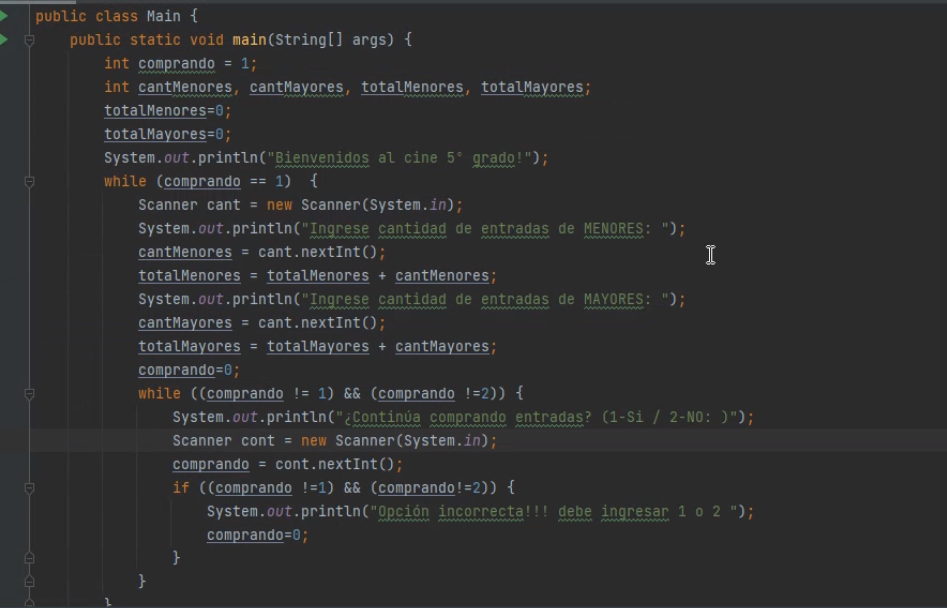 public class Main {
public static void main(String[] args) {
int comprando = 1;
int cantMenores, cantMayores, totalMenores, totalMayores;
totalMenores=0;
totalMayores=0;
System.out.println("Bienvenidos al cine 5° grado!");
while (comprando == 1)  {
Scanner cant = new Scanner(System.in);
System.out.println("Ingrese cantidad de entradas de MENORES: ");
cantMenores = cant.nextInt();
totalMenores = totalMenores + cantMenores;
System.out.println("Ingrese cantidad de entradas de MAYORES: ");
cantMayores = cant.nextInt();
totalMayores = totalMayores + cantMayores;
comprando=0;
while ((comprando != 1) && (comprando !=2)) {
System.out.println("¿Continúa comprando entradas? (1-Si / 2-NO: )");
Scanner cont = new Scanner(System.in);
comprando = cont.nextInt();
if ((comprando !=1) && (comprando!=2)) {
System.out.println("Opción incorrecta!!! debe ingresar 1 o 2 ");
comprando=0;
}
}
}